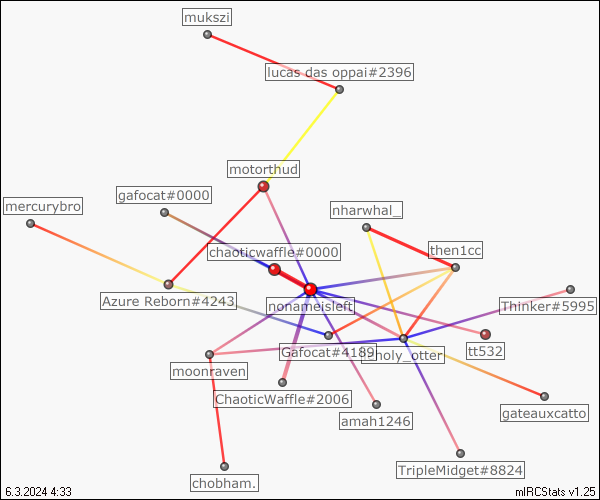 mukszi
lucas das oppai#2396
motorthud
gafocat#0000
mercurybro
nharwhal_
chaoticwaffle#0000
then1cc
Azure Reborn#4243
nonameisleft
Thinker#5995
Gafocat#4189
holy_otter
tt532
moonraven
ChaoticWaffle#2006
amah1246
gateauxcatto
TripleMidget#8824
chobham.
6.3.2024 4:33
mIRCStats v1.25